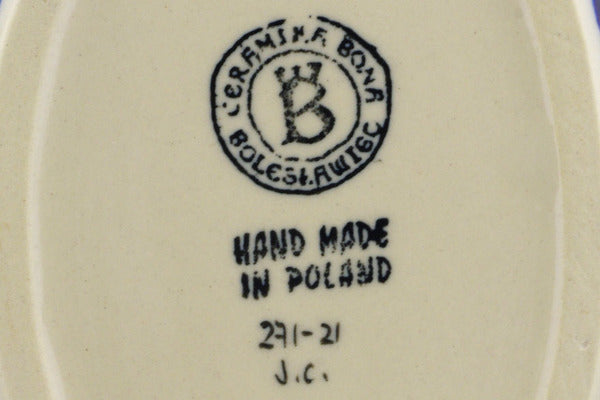 CERAMIKA BONA
B
BOLESŁAWIEC
HAND MADE
IN POLAND
271-21
J.C.